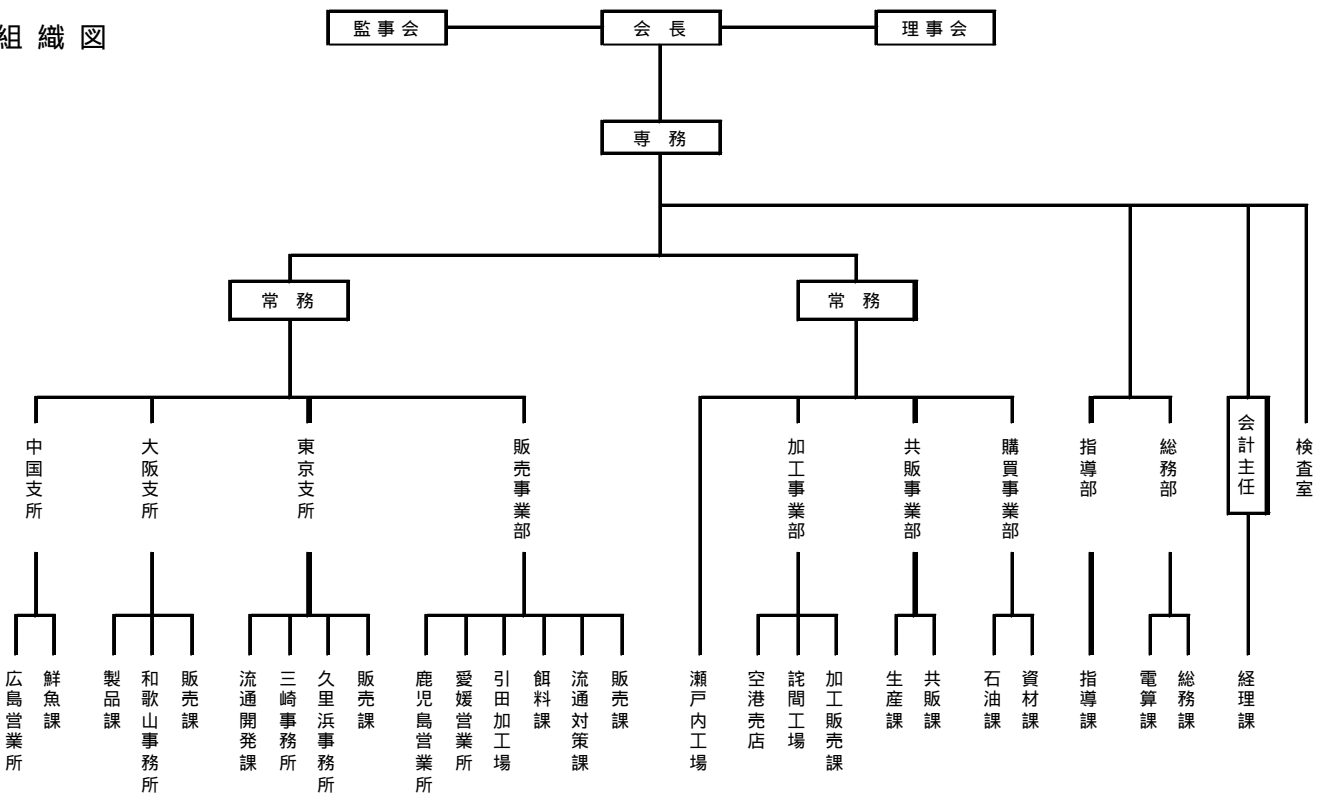 組織図
監事会
会長
理事会
専務
常務
常務
中国支所
大阪支所
東京支所
販売事業部
加工事業部
共販事業部
購買事業部
指導部
総務部
会計主任
検査室
広島営業所
鮮魚課
製品課
和歌山事務所
販売課
流通開発課
三崎事務所
久里浜事務所
販売課
鹿児島営業所
愛媛営業所
引田加工場
餌料課
流通対策課
販売課
瀬戸内工場
空港売店
詫間工場
加工販売課
生産課
共販課
石油課
資材課
指導課
電算課
総務課
経理課